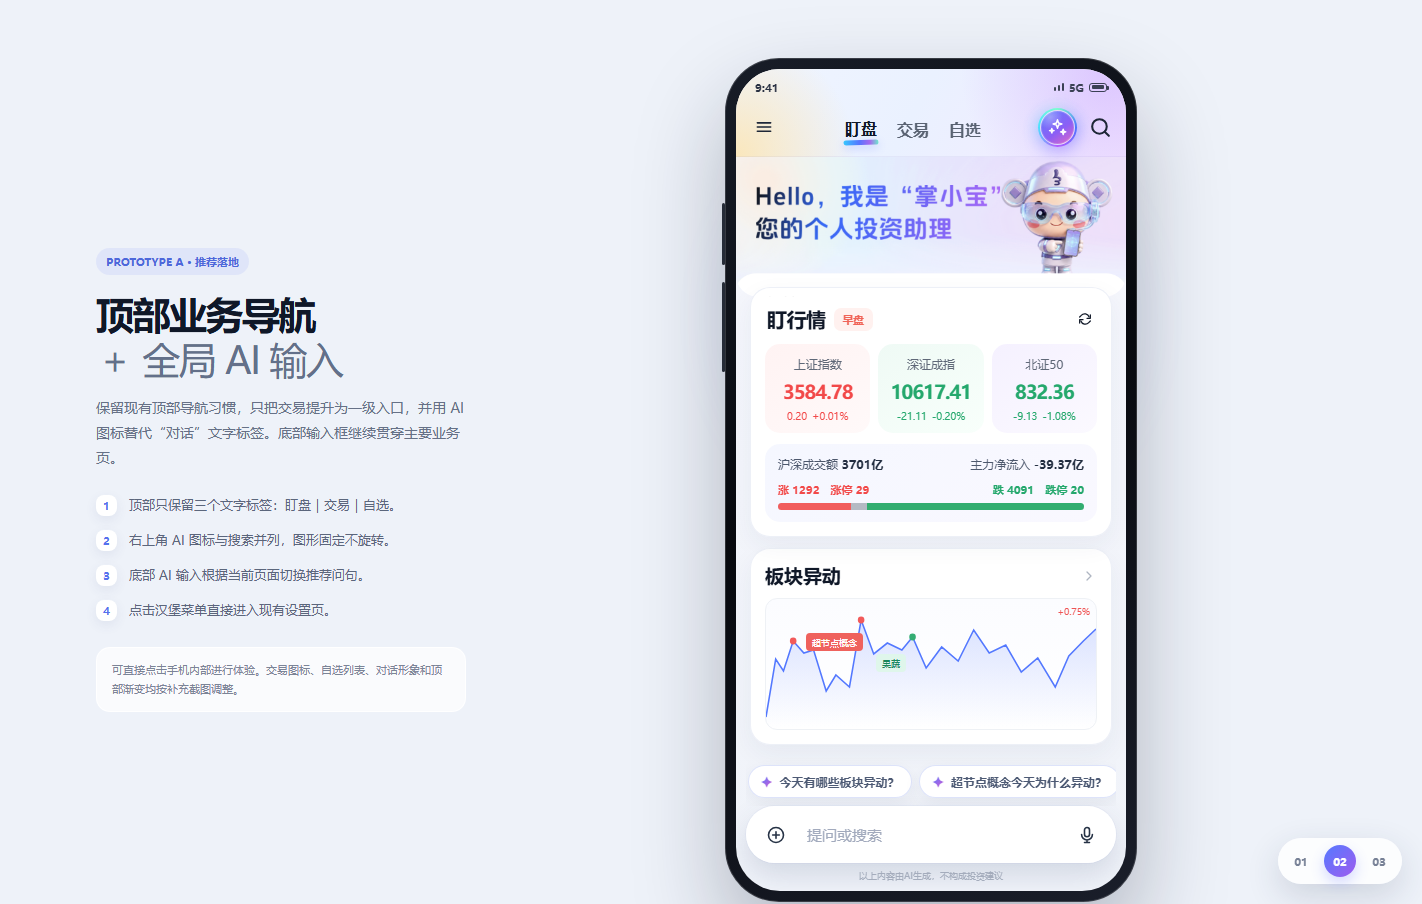 PROTOTYPE A • 推荐落地
顶部业务导航
+ 全局 AI 输入
保留现有顶部导航习惯，只把交易提升为一级入口，并用 AI
图标替代“对话”文字标签。底部输入框继续贯穿主要业务
页。
1 顶部只保留三个文字标签：盯盘 | 交易 | 自选。
2 右上角 AI 图标与搜索并列，图形固定不旋转。
3 底部 AI 输入根据当前页面切换推荐问句。
4 点击汉堡菜单直接进入现有设置页。
可直接点击手机内部进行体验。交易图标、自选列表、对话形象和顶
部渐变均按补充截图调整。
9:41 5G
盯盘 交易 自选
Hello，我是“掌小宝”
您的个人投资助理
盯行情 早盘
上证指数 深证成指 北证50
3584.78 10617.41 832.36
0.20 +0.01% -21.11 -0.20% -9.13 -1.08%
沪深成交额 3701亿 主力净流入 -39.37亿
涨 1292 涨停 29 跌 4091 跌停 20
板块异动
+0.75%
超节点概念
果蔬
今天有哪些板块异动? 超节点概念今天为什么异动?
提问或搜索
以上内容由AI生成，不构成投资建议
01 02 03